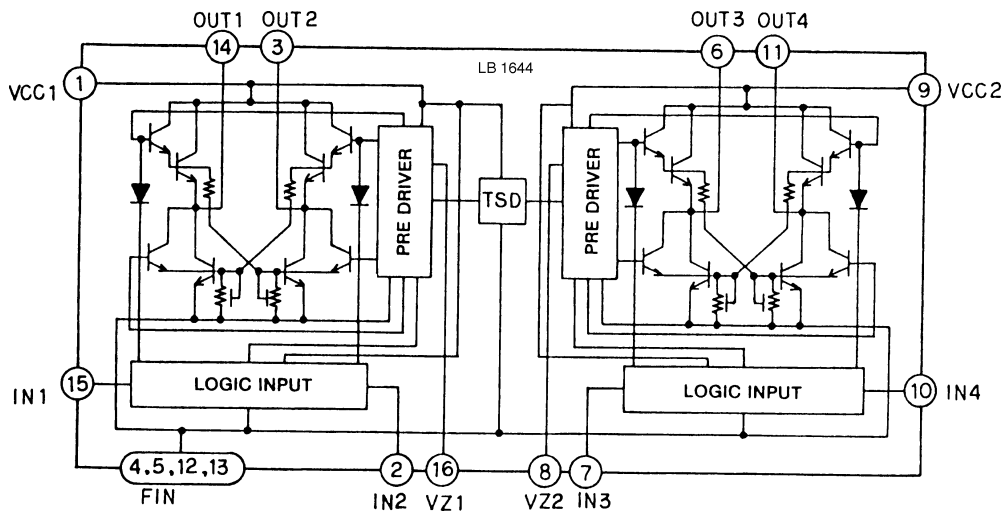 OUT1 OUT2
14 3
OUT3 OUT4
6 11
LB 1644
VCC1 1
9 VCC2
PRE DRIVER
TSD
PRE DRIVER
IN1 15
LOGIC INPUT
LOGIC INPUT
10 IN4
4,5,12,13
FIN
2 16
IN2 VZ1
8 7
VZ2 IN3